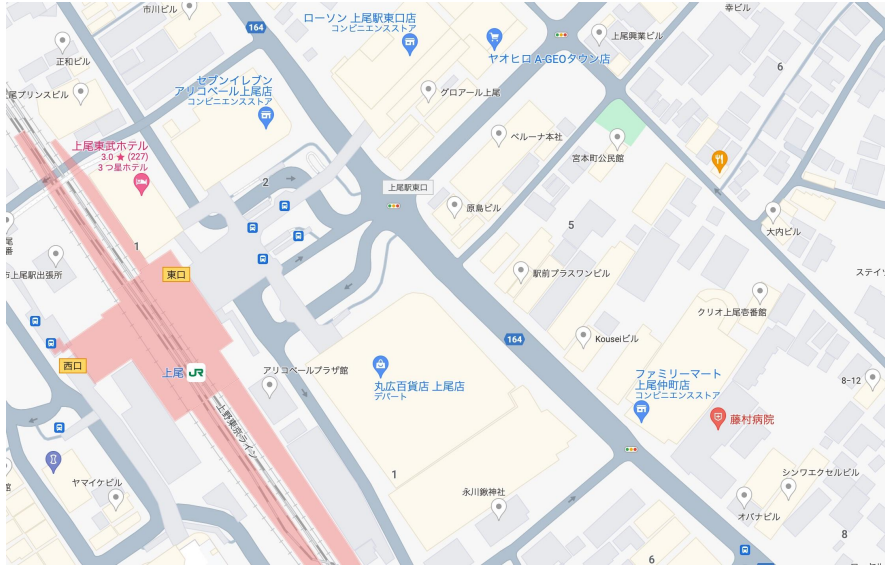 市川ビル
164
ローソン 上尾駅東口店
コンビニエンスストア
ヤオヒロ A-GEOタウン店
上尾興業ビル
幸ビル
正和ビル
6
尾プリンスビル
セブンイレブン
アリコベール上尾店
コンビニエンスストア
グロアール上尾
ベルーナ本社
宮本町公民館
上尾東武ホテル
3.0 ★ (227)
3 つ星ホテル
2
上尾駅東口
原島ビル
5
大内ビル
1
尾
番
市上尾駅出張所
東口
駅前プラスワンビル
ステイツ
クリオ上尾壱番館
164
Kouseiビル
西口
上尾 JR
アリコベールプラザ館
丸広百貨店 上尾店
デパート
ファミリーマート
上尾仲町店
コンビニエンスストア
8-12
藤村病院
上野東京ライン
1
ヤマイケビル
館
氷川鍬神社
シンワエクセルビル
オバナビル
6
8
164